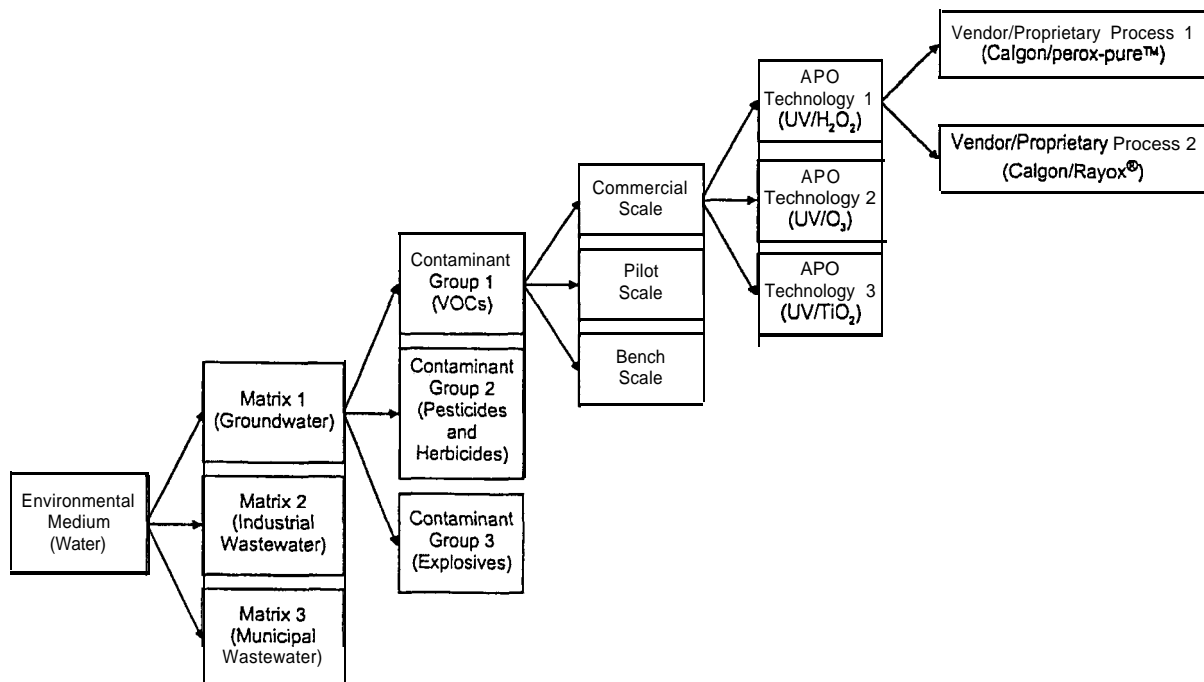 Environmental
Medium
(Water)
Matrix 1
(Groundwater)
Matrix 2
(Industrial
Wastewater)
Matrix 3
(Municipal
Wastewater)
Contaminant
Group 1
(VOCs)
Contaminant
Group 2
(Pesticides
and
Herbicides)
Contaminant
Group 3
(Explosives)
Commercial
Scale
Pilot
Scale
Bench
Scale
APO
Technology 1
(UV/H₂O₂)
APO
Technology 2
(UV/O₃)
APO
Technology 3
(UV/TiO₂)
Vendor/Proprietary Process 1
(Calgon/perox-pure™)
Vendor/Proprietary Process 2
(Calgon/Rayox®)